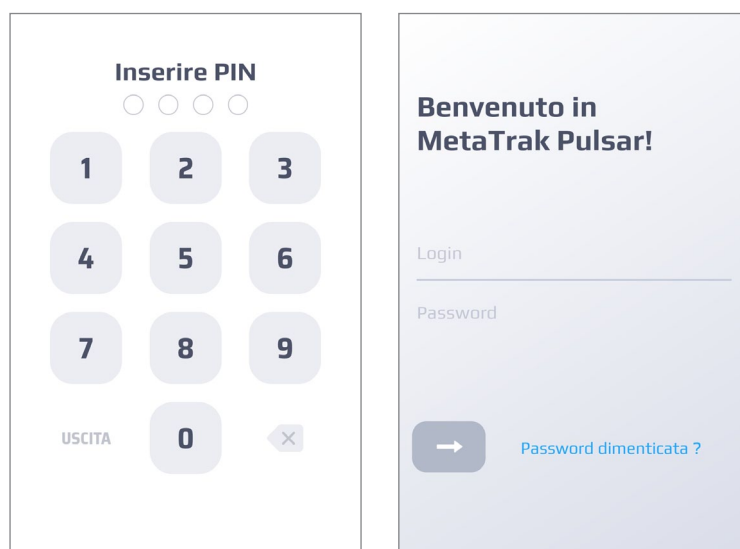 Inserire PIN
1 2 3
4 5 6
7 8 9
USCITA 0
Benvenuto in
MetaTrak Pulsar!
Login
Password
Password dimenticata ?